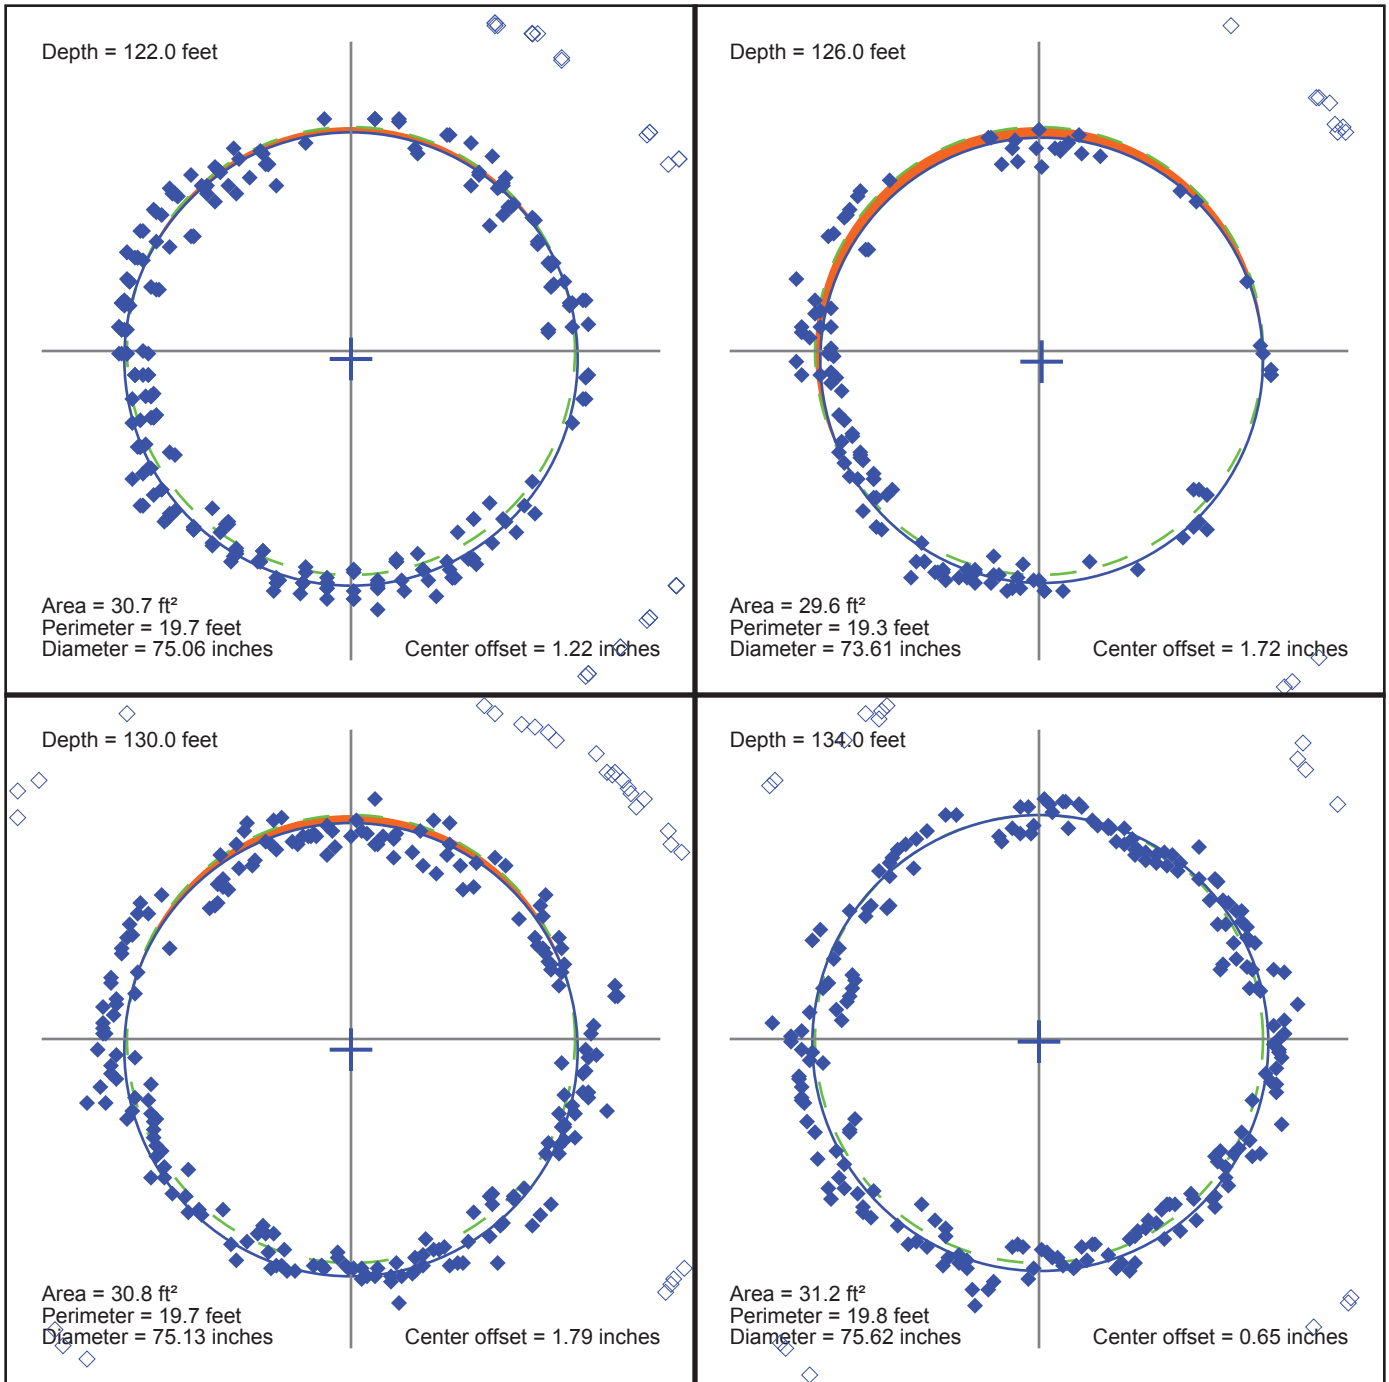 Depth = 122.0 feet
Area = 30.7 ft²
Perimeter = 19.7 feet
Diameter = 75.06 inches
Center offset = 1.22 inches
Depth = 126.0 feet
Area = 29.6 ft²
Perimeter = 19.3 feet
Diameter = 73.61 inches
Center offset = 1.72 inches
Depth = 130.0 feet
Area = 30.8 ft²
Perimeter = 19.7 feet
Diameter = 75.13 inches
Center offset = 1.79 inches
Depth = 134.0 feet
Area = 31.2 ft²
Perimeter = 19.8 feet
Diameter = 75.62 inches
Center offset = 0.65 inches